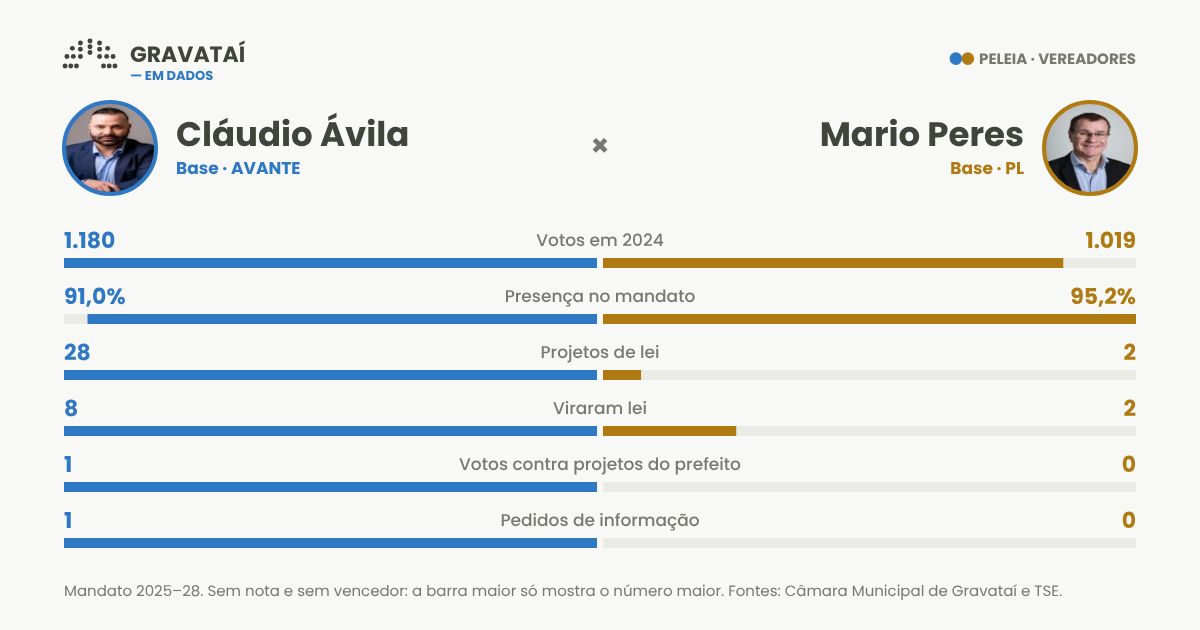 GRAVATAÍ
— EM DADOS
PELEIA · VEREADORES
Cláudio Ávila
Base · AVANTE
×
Mario Peres
Base · PL
1.180 Votos em 2024 1.019
91,0% Presença no mandato 95,2%
28 Projetos de lei 2
8 Viraram lei 2
1 Votos contra projetos do prefeito 0
1 Pedidos de informação 0
Mandato 2025–28. Sem nota e sem vencedor: a barra maior só mostra o número maior. Fontes: Câmara Municipal de Gravataí e TSE.